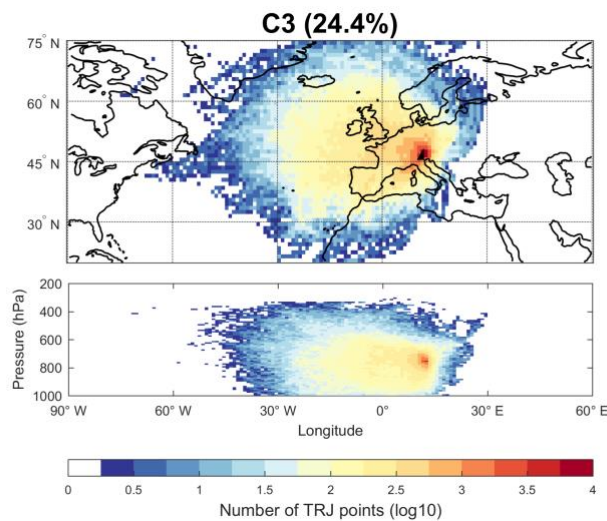 C3 (24.4%)
75° N
60° N
45° N
30° N
200
400
600
800
1000
Pressure (hPa)
90° W 60° W 30° W 0° 30° E 60° E
Longitude
0 0.5 1 1.5 2 2.5 3 3.5 4
Number of TRJ points (log10)